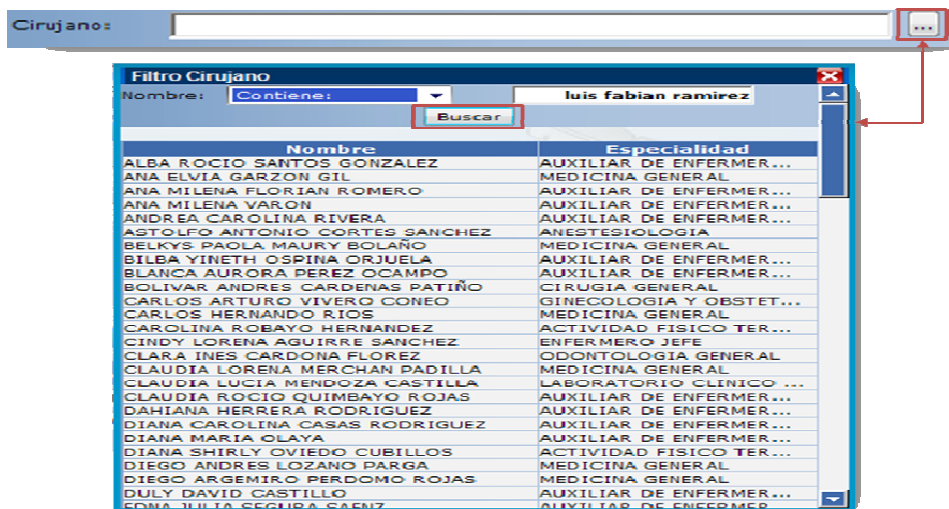 Cirujano:
...
Filtro Cirujano
Nombre: Contiene: luis fabian ramirez
Buscar
Nombre Especialidad
ALBA ROCIO SANTOS GONZALEZ AUXILIAR DE ENFERMER...
ANA ELVIA GARZON GIL MEDICINA GENERAL
ANA MILENA FLORIAN ROMERO AUXILIAR DE ENFERMER...
ANA MILENA VARON AUXILIAR DE ENFERMER...
ANDREA CAROLINA RIVERA AUXILIAR DE ENFERMER...
ASTOLFO ANTONIO CORTES SANCHEZ ANESTESIOLOGIA
BELKYS PAOLA MAURY BOLAÑO MEDICINA GENERAL
BILBA YINETH OSPINA ORJUELA AUXILIAR DE ENFERMER...
BLANCA AURORA PEREZ OCAMPO AUXILIAR DE ENFERMER...
BOLIVAR ANDRES CARDENAS PATIÑO CIRUGIA GENERAL
CARLOS ARTURO VIVERO CONEO GINECOLOGIA Y OBSTET...
CARLOS HERNANDO RIOS MEDICINA GENERAL
CAROLINA ROBAYO HERNANDEZ ACTIVIDAD FISICO TER...
CINDY LORENA AGUIRRE SANCHEZ ENFERMERO JEFE
CLARA INES CARDONA FLOREZ ODONTOLOGIA GENERAL
CLAUDIA LORENA MERCHAN PADILLA MEDICINA GENERAL
CLAUDIA LUCIA MENDOZA CASTILLA LABORATORIO CLINICO ...
CLAUDIA ROCIO QUIMBAYO ROJAS AUXILIAR DE ENFERMER...
DAHIANA HERRERA RODRIGUEZ AUXILIAR DE ENFERMER...
DIANA CAROLINA CASAS RODRIGUEZ AUXILIAR DE ENFERMER...
DIANA MARIA OLAYA AUXILIAR DE ENFERMER...
DIANA SHIRLY OVIEDO CUBILLOS ACTIVIDAD FISICO TER...
DIEGO ANDRES LOZANO PARGA MEDICINA GENERAL
DIEGO ARGEMIRO PERDOMO ROJAS MEDICINA GENERAL
DULY DAVID CASTILLO AUXILIAR DE ENFERMER...
EDNA JULIA SEGURA SAENZ AUXILIAR DE ENFERMER...